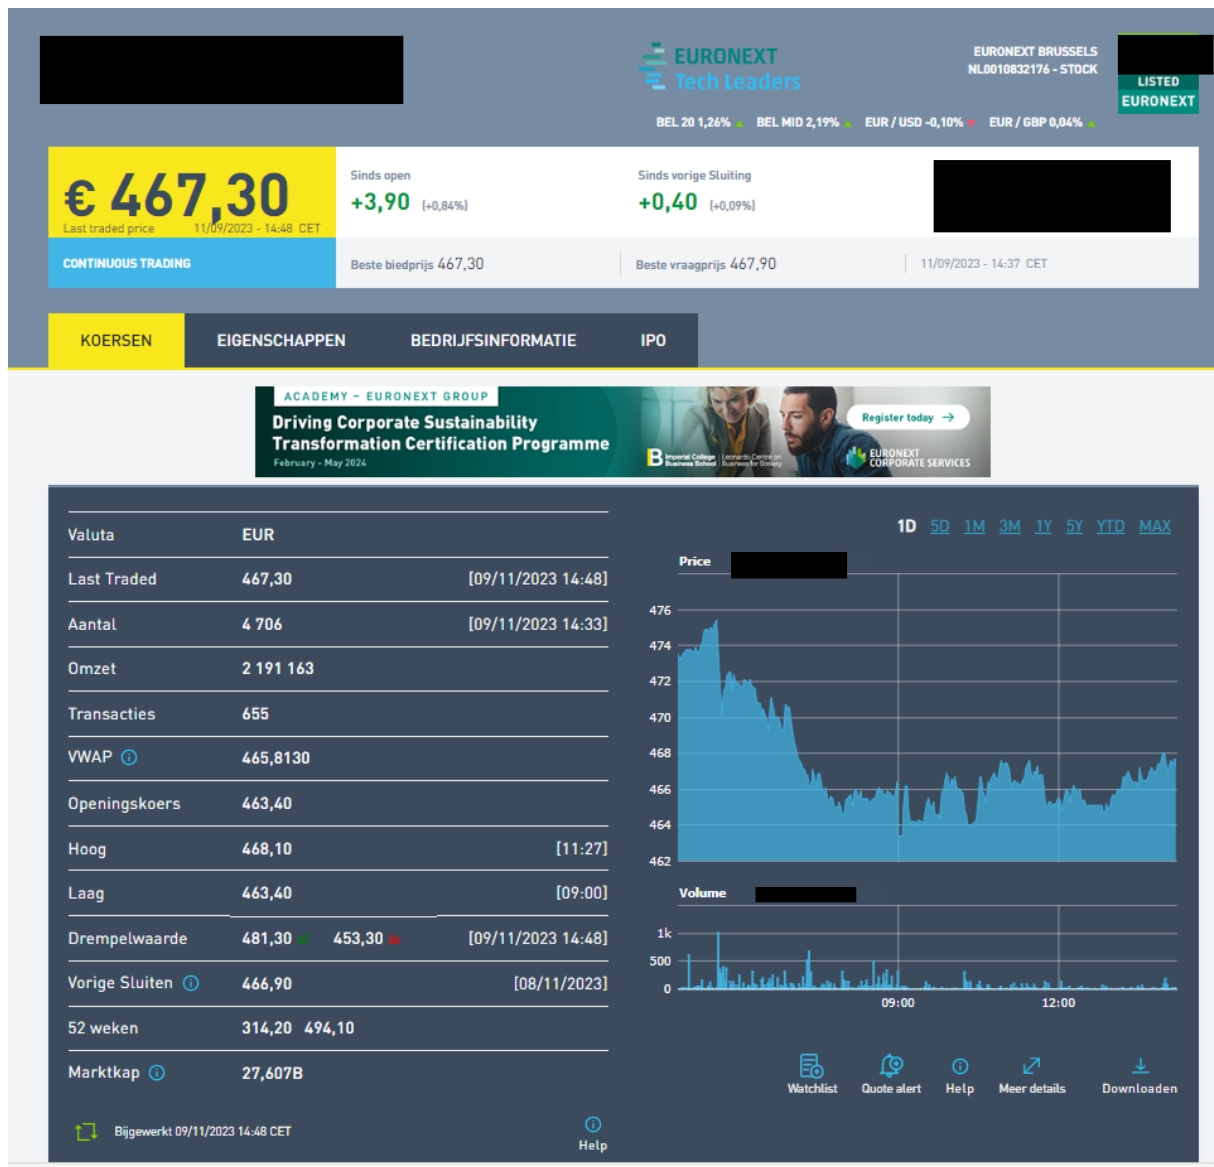 EURONEXT
Tech Leaders
EURONEXT BRUSSELS
NL0010832176 - STOCK
LISTED
EURONEXT
BEL 20 1,26% BEL MID 2,19% EUR / USD -0,10% EUR / GBP 0,04%
€ 467,30
Last traded price 11/09/2023 - 14:48 CET
Sinds open
+3,90 (+0,84%)
Sinds vorige Sluiting
+0,40 (+0,09%)
CONTINUOUS TRADING
Beste biedprijs 467,30
Beste vraagprijs 467,90
11/09/2023 - 14:37 CET
KOERSEN EIGENSCHAPPEN BEDRIJFSINFORMATIE IPO
ACADEMY – EURONEXT GROUP
Driving Corporate Sustainability
Transformation Certification Programme
February - May 2024
Imperial College
Business School
Leonardo Centre on
Business for Society
Register today →
EURONEXT
CORPORATE SERVICES
Valuta EUR
Last Traded 467,30 [09/11/2023 14:48]
Aantal 4 706 [09/11/2023 14:33]
Omzet 2 191 163
Transacties 655
VWAP 465,8130
Openingskoers 463,40
Hoog 468,10 [11:27]
Laag 463,40 [09:00]
Drempelwaarde 481,30 453,30 [09/11/2023 14:48]
Vorige Sluiten 466,90 [08/11/2023]
52 weken 314,20 494,10
Marktkap 27,607B
Bijgewerkt 09/11/2023 14:48 CET
Help
1D 5D 1M 3M 1Y 5Y YTD MAX
Price
476
474
472
470
468
466
464
462
Volume
1k
500
0
09:00 12:00
Watchlist Quote alert Help Meer details Downloaden